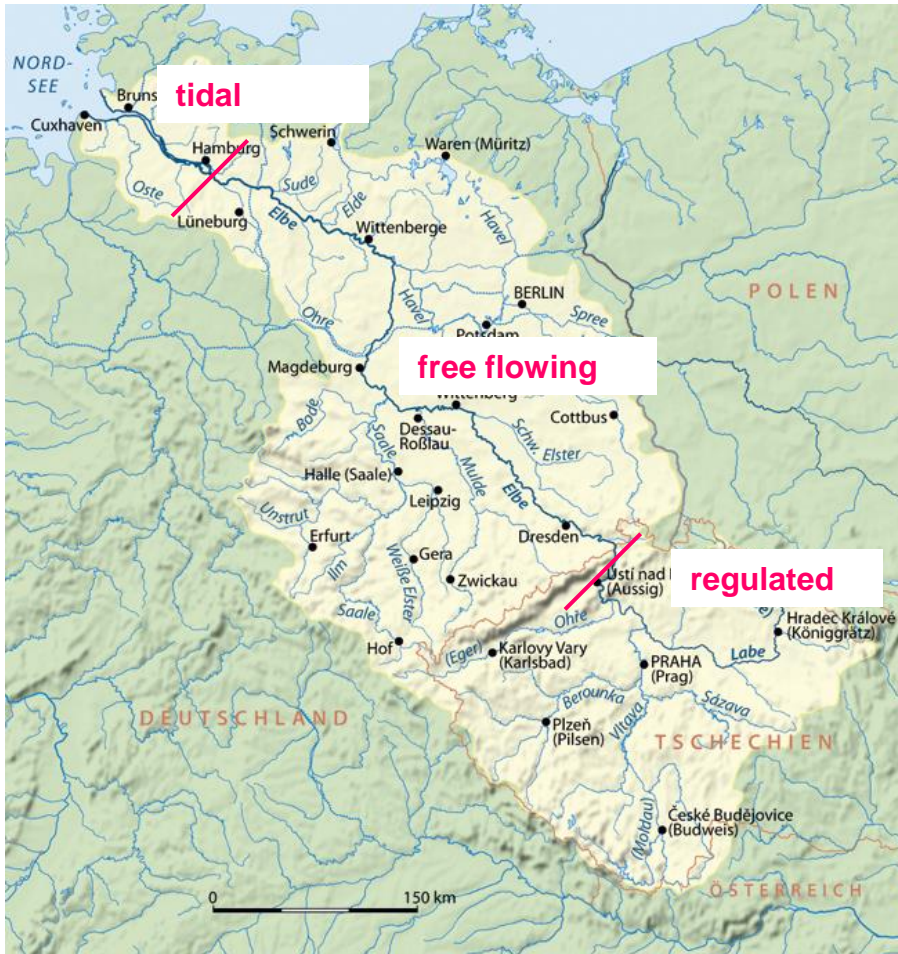 NORD-
SEE
Bruns
tidal
Cuxhaven
Hamburg
Schwerin
Waren (Müritz)
Oste
Sude
Elde
Lüneburg
Elbe
Wittenberge
Havel
Havel
BERLIN
Spree
POLEN
Ohre
Potsdam
Magdeburg
free flowing
Wittenberg
Bode
Dessau-
Roßlau
Cottbus
Schw. Elster
Saale
Halle (Saale)
Mulde
Elbe
Leipzig
Unstrut
Erfurt
Ilm
Gera
Weiße Elster
Zwickau
Dresden
Ústí nad
(Aussig)
regulated
Saale
Hof
Ohre
(Eger)
Karlovy Vary
(Karlsbad)
Hradec Králové
(Königgrätz)
Labe
PRAHA
(Prag)
Berounka
Vltava
Sázava
DEUTSCHLAND
Plzeň
(Pilsen)
TSCHECHIEN
České Budějovice
(Budweis)
(Moldau)
ÖSTERREICH
0
150 km